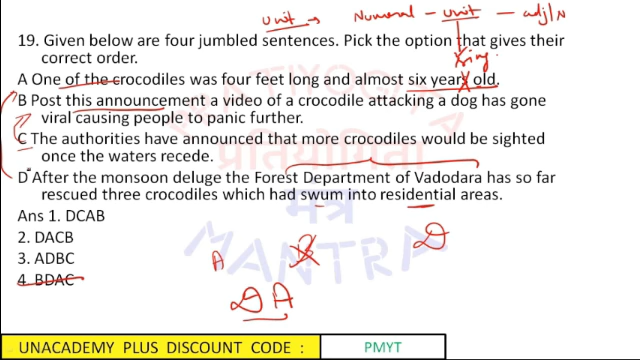 unit → Numeral - unit - adj/N
19. Given below are four jumbled sentences. Pick the option that gives their
correct order.
A One of the crocodiles was four feet long and almost six years old.
B Post this announcement a video of a crocodile attacking a dog has gone
viral causing people to panic further.
C The authorities have announced that more crocodiles would be sighted
once the waters recede.
D After the monsoon deluge the Forest Department of Vadodara has so far
rescued three crocodiles which had swum into residential areas.
Ans 1. DCAB
2. DACB
3. ADBC
4. BDAC
A B D
DA
PRATIYOGITA
प्रतियोगिता
मंत्र
MANTRA
UNACADEMY PLUS DISCOUNT CODE : PMYT